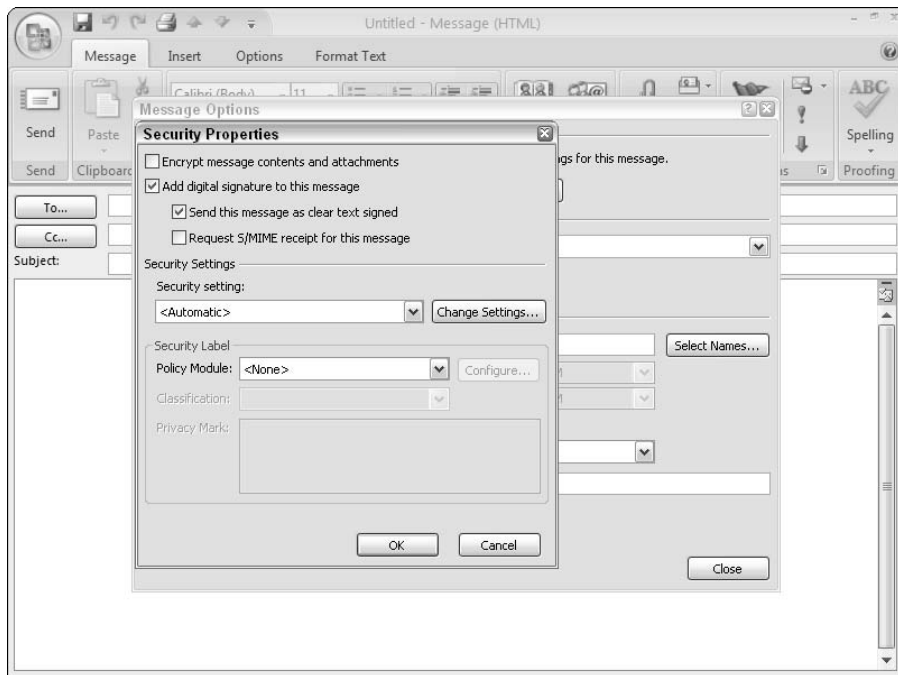 Untitled - Message (HTML)
Message Insert Options Format Text
Calibri (Body) 11
Send Paste ABC Spelling
Send Clipboard Proofing
Message Options
Security Properties
Encrypt message contents and attachments
Add digital signature to this message
Send this message as clear text signed
Request S/MIME receipt for this message
Security Settings
Security setting:
<Automatic> Change Settings...
Security Label
Policy Module: <None> Configure...
Classification:
Privacy Mark:
OK Cancel
for this message.
Select Names...
Close
To...
Cc...
Subject: